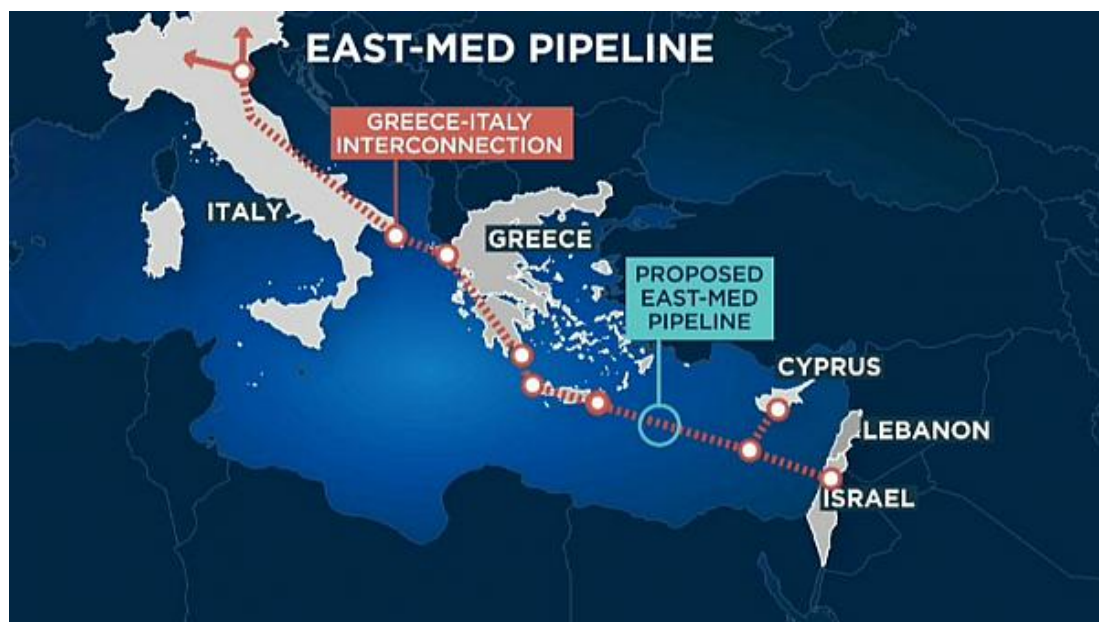 EAST-MED PIPELINE
GREECE-ITALY
INTERCONNECTION
ITALY
GREECE
PROPOSED
EAST-MED
PIPELINE
CYPRUS
LEBANON
ISRAEL